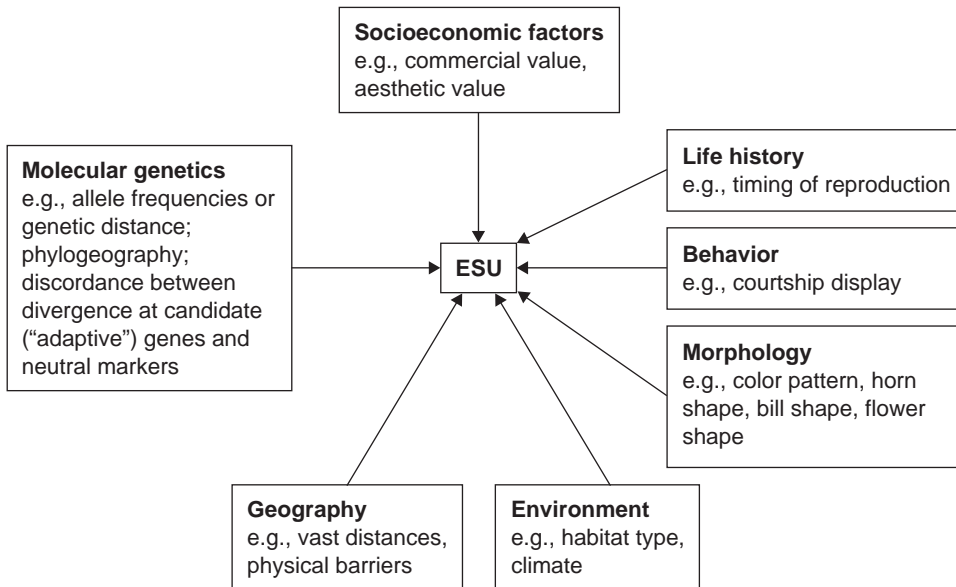 Socioeconomic factors
e.g., commercial value,
aesthetic value
Molecular genetics
e.g., allele frequencies or
genetic distance;
phylogeography;
discordance between
divergence at candidate
(“adaptive”) genes and
neutral markers
ESU
Life history
e.g., timing of reproduction
Behavior
e.g., courtship display
Morphology
e.g., color pattern, horn
shape, bill shape, flower
shape
Geography
e.g., vast distances,
physical barriers
Environment
e.g., habitat type,
climate